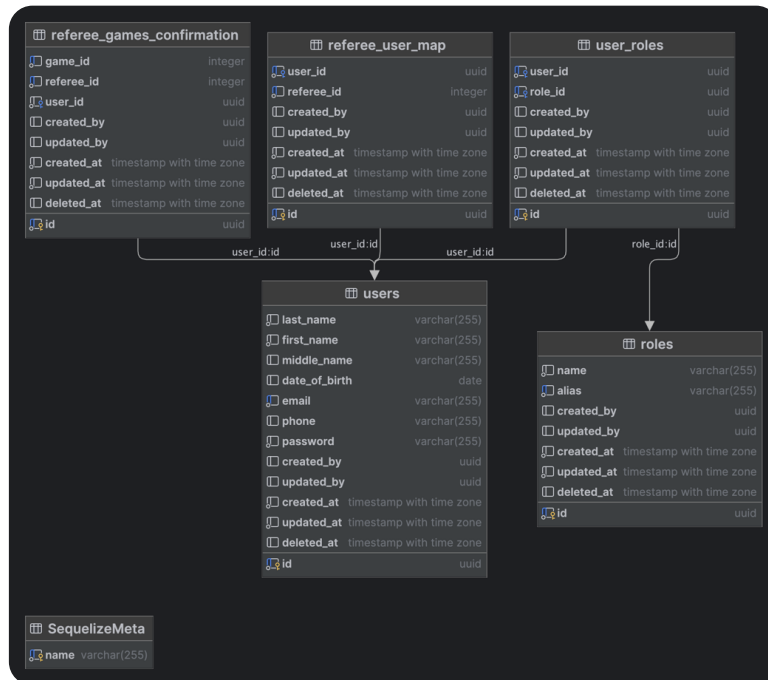 referee_games_confirmation
game_id integer
referee_id integer
user_id uuid
created_by uuid
updated_by uuid
created_at timestamp with time zone
updated_at timestamp with time zone
deleted_at timestamp with time zone
id uuid
referee_user_map
user_id uuid
referee_id integer
created_by uuid
updated_by uuid
created_at timestamp with time zone
updated_at timestamp with time zone
deleted_at timestamp with time zone
id uuid
user_roles
user_id uuid
role_id uuid
created_by uuid
updated_by uuid
created_at timestamp with time zone
updated_at timestamp with time zone
deleted_at timestamp with time zone
id uuid
user_id:id
user_id:id
user_id:id
role_id:id
users
last_name varchar(255)
first_name varchar(255)
middle_name varchar(255)
date_of_birth date
email varchar(255)
phone varchar(255)
password varchar(255)
created_by uuid
updated_by uuid
created_at timestamp with time zone
updated_at timestamp with time zone
deleted_at timestamp with time zone
id uuid
roles
name varchar(255)
alias varchar(255)
created_by uuid
updated_by uuid
created_at timestamp with time zone
updated_at timestamp with time zone
deleted_at timestamp with time zone
id uuid
SequelizeMeta
name varchar(255)